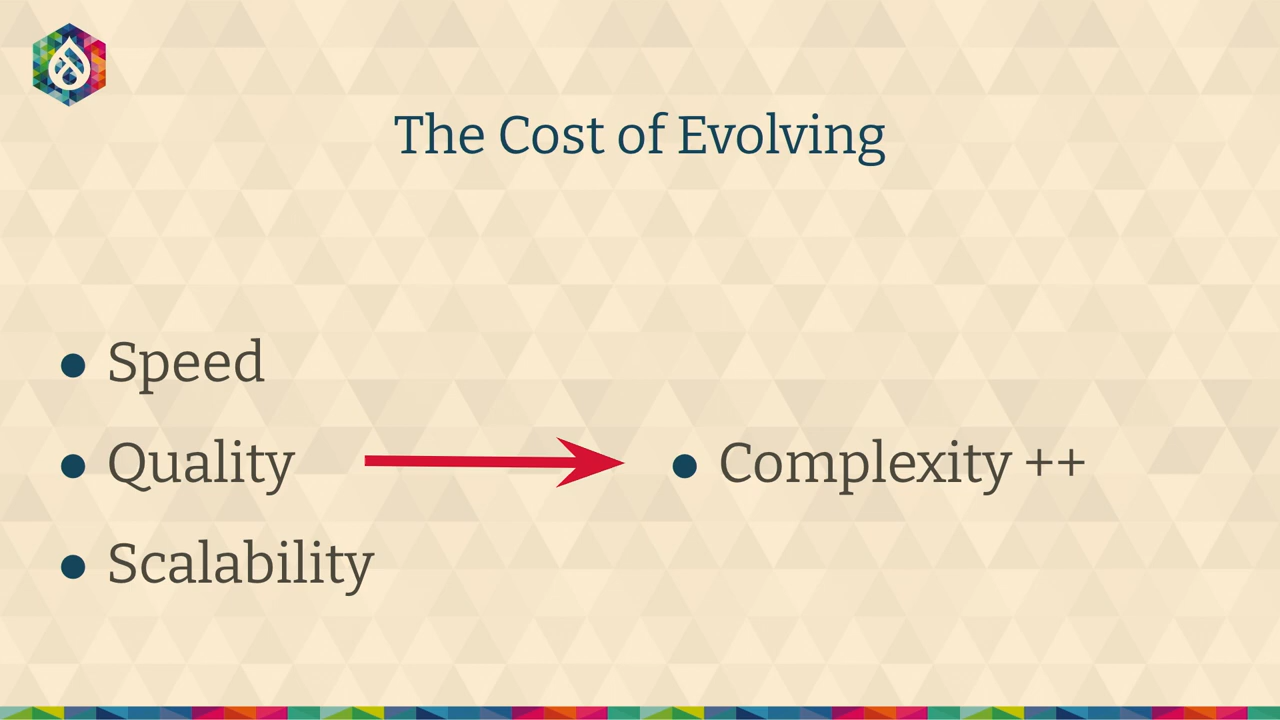 The Cost of Evolving
● Speed
● Quality
● Scalability
● Complexity ++